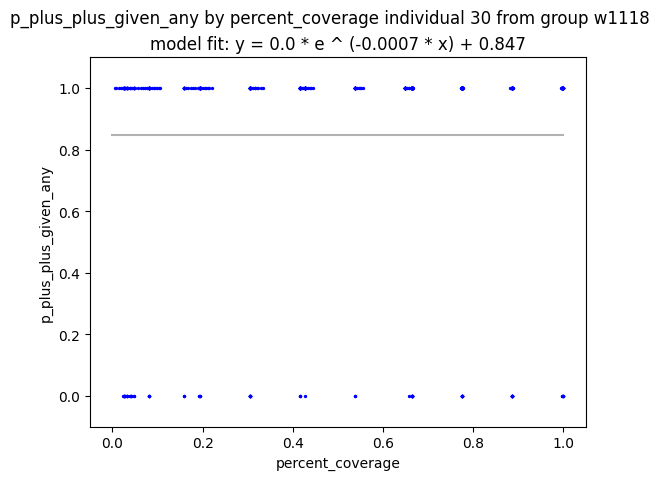 p_plus_plus_given_any by percent_coverage individual 30 from group w1118
model fit: y = 0.0 * e ^ (-0.0007 * x) + 0.847
1.0
0.8
0.6
0.4
0.2
0.0
p_plus_plus_given_any
0.0 0.2 0.4 0.6 0.8 1.0
percent_coverage